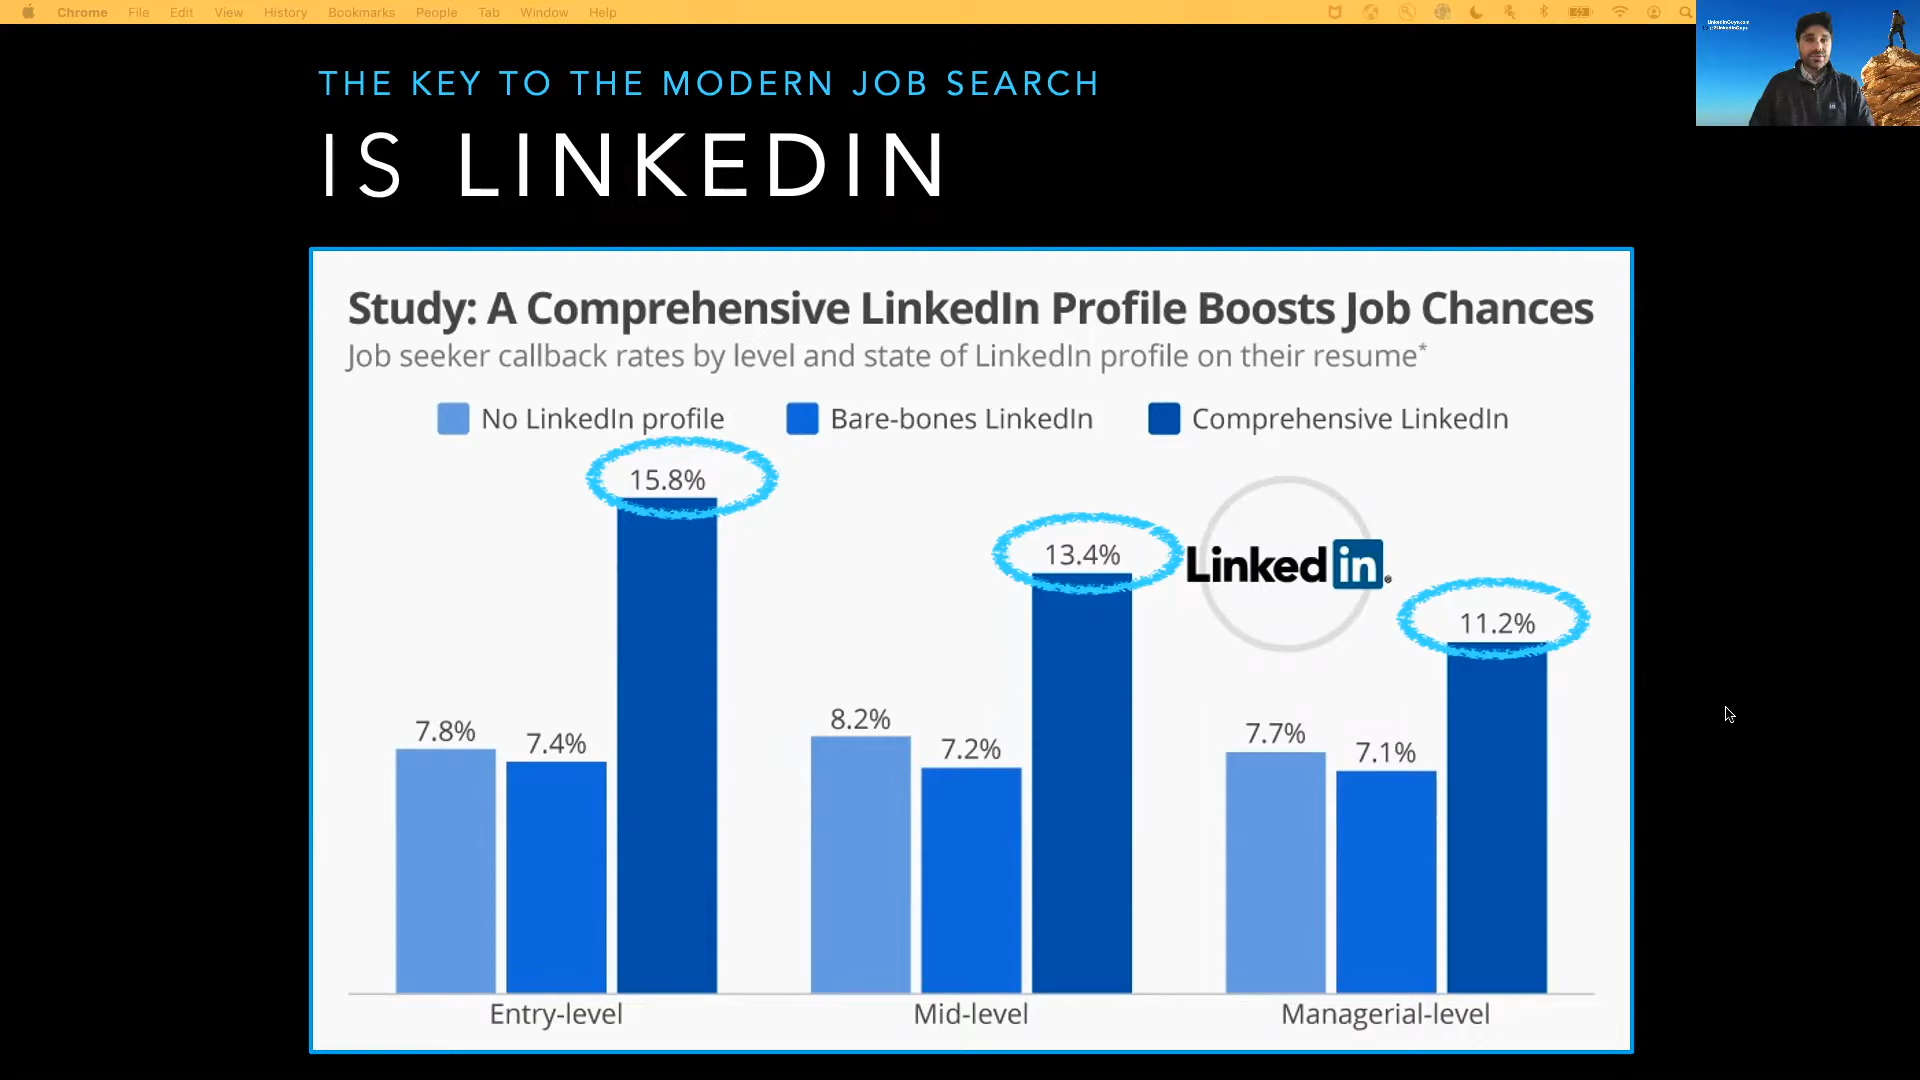 Chrome File Edit View History Bookmarks People Tab Window Help
THE KEY TO THE MODERN JOB SEARCH
IS LINKEDIN
Study: A Comprehensive LinkedIn Profile Boosts Job Chances
Job seeker callback rates by level and state of LinkedIn profile on their resume*
No LinkedIn profile Bare-bones LinkedIn Comprehensive LinkedIn
15.8%
13.4%
Linked in®
11.2%
7.8%
7.4%
8.2%
7.2%
7.7%
7.1%
Entry-level Mid-level Managerial-level